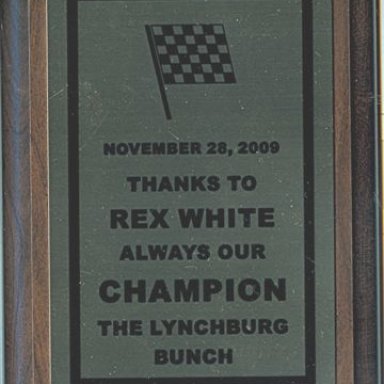 NOVEMBER 28, 2009
THANKS TO
REX WHITE
ALWAYS OUR
CHAMPION
THE LYNCHBURG
BUNCH